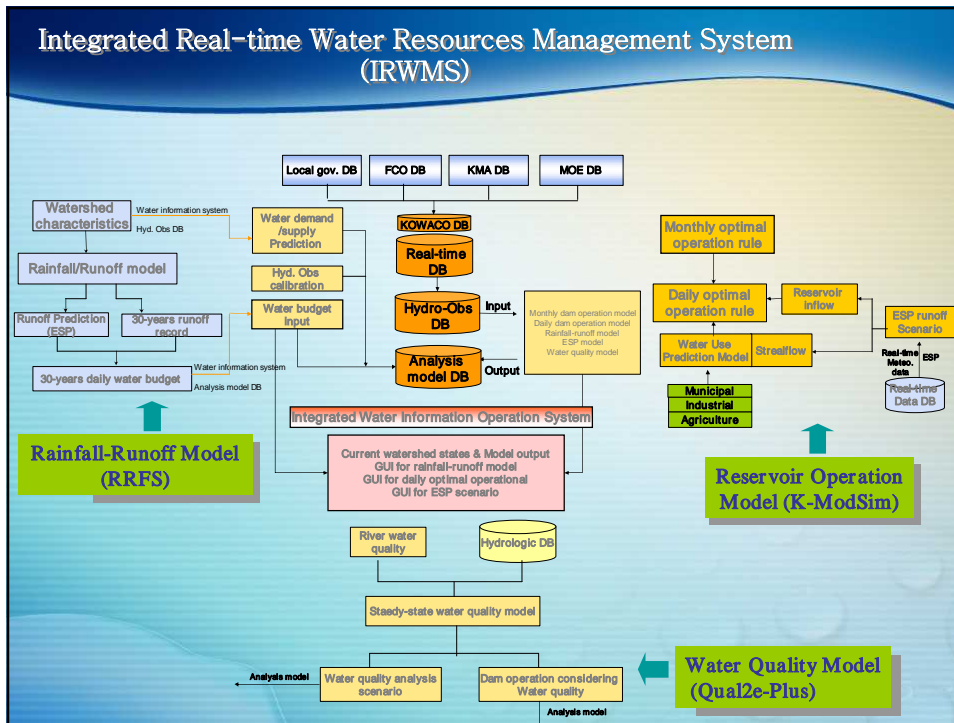 Integrated Real-time Water Resources Management System
(IRWMS)
Local gov. DB
FCO DB
KMA DB
MOE DB
Watershed
characteristics
Water information system
Hyd. Obs DB
Water demand
/supply
Prediction
KOWACO DB
Real-time
DB
Monthly optimal
operation rule
Rainfall/Runoff model
Hyd. Obs
calibration
Hydro-Obs
DB
Input
Daily optimal
operation rule
Reservoir
inflow
ESP runoff
Scenario
Runoff Prediction
(ESP)
30-years runoff
record
Water budget
input
Monthly dam operation model
Daily dam operation model
Rainfall-runoff model
ESP model
Water quality model
Water Use
Prediction Model
Strealflow
Real-time
Meteo.
data
ESP
Analysis
model DB
Output
30-years daily water budget
Water information system
Analysis model DB
Real-time
Data DB
Municipal
Industrial
Agriculture
Integrated Water Information Operation System
Rainfall-Runoff Model
(RRFS)
Current watershed states & Model output
GUI for rainfall-runoff model
GUI for daily optimal operational
GUI for ESP scenario
Reservoir Operation
Model (K-ModSim)
River water
quality
Hydrologic DB
Staedy-state water quality model
Analysis model
Water quality analysis
scenario
Dam operation considering
Water quality
Analysis model
Water Quality Model
(Qual2e-Plus)